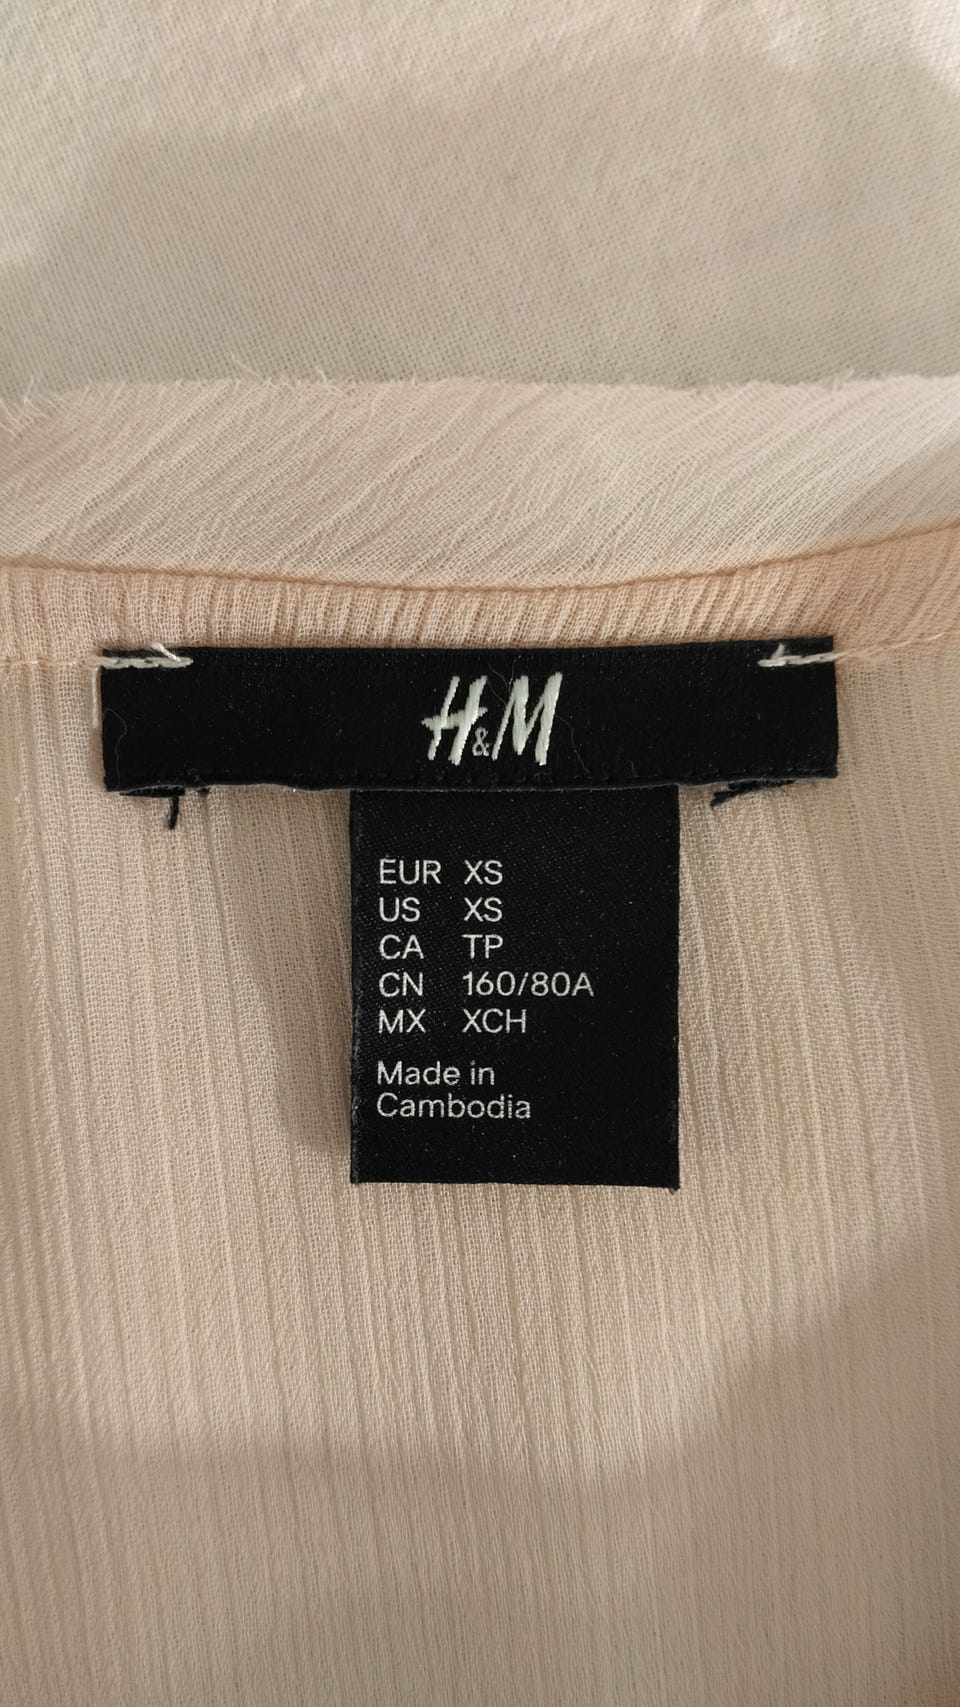 H&M
EUR XS
US XS
CA TP
CN 160/80A
MX XCH
Made in
Cambodia